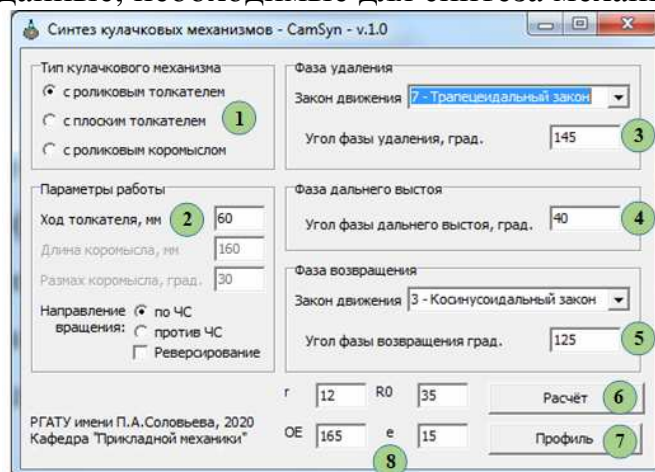 данные, необходимые для синтеза механи
Синтез кулачковых механизмов - CamSyn - v.1.0
Тип кулачкового механизма
с роликовым толкателем
с плоским толкателем
с роликовым коромыслом
1
Параметры работы
Ход толкателя, мм 2 60
Длина коромысла, мм 160
Размах коромысла, град. 30
Направление вращения:
по ЧС
против ЧС
Реверсирование
Фаза удаления
Закон движения 7 - Трапецеидальный закон
Угол фазы удаления, град. 145 3
Фаза дальнего выстоя
Угол фазы дальнего выстоя, град. 40 4
Фаза возвращения
Закон движения 3 - Косинусоидальный закон
Угол фазы возвращения град. 125 5
r 12 R0 35 Расчёт 6
OE 165 e 15 Профиль 7
8
РГАТУ имени П.А.Соловьева, 2020
Кафедра "Прикладной механики"